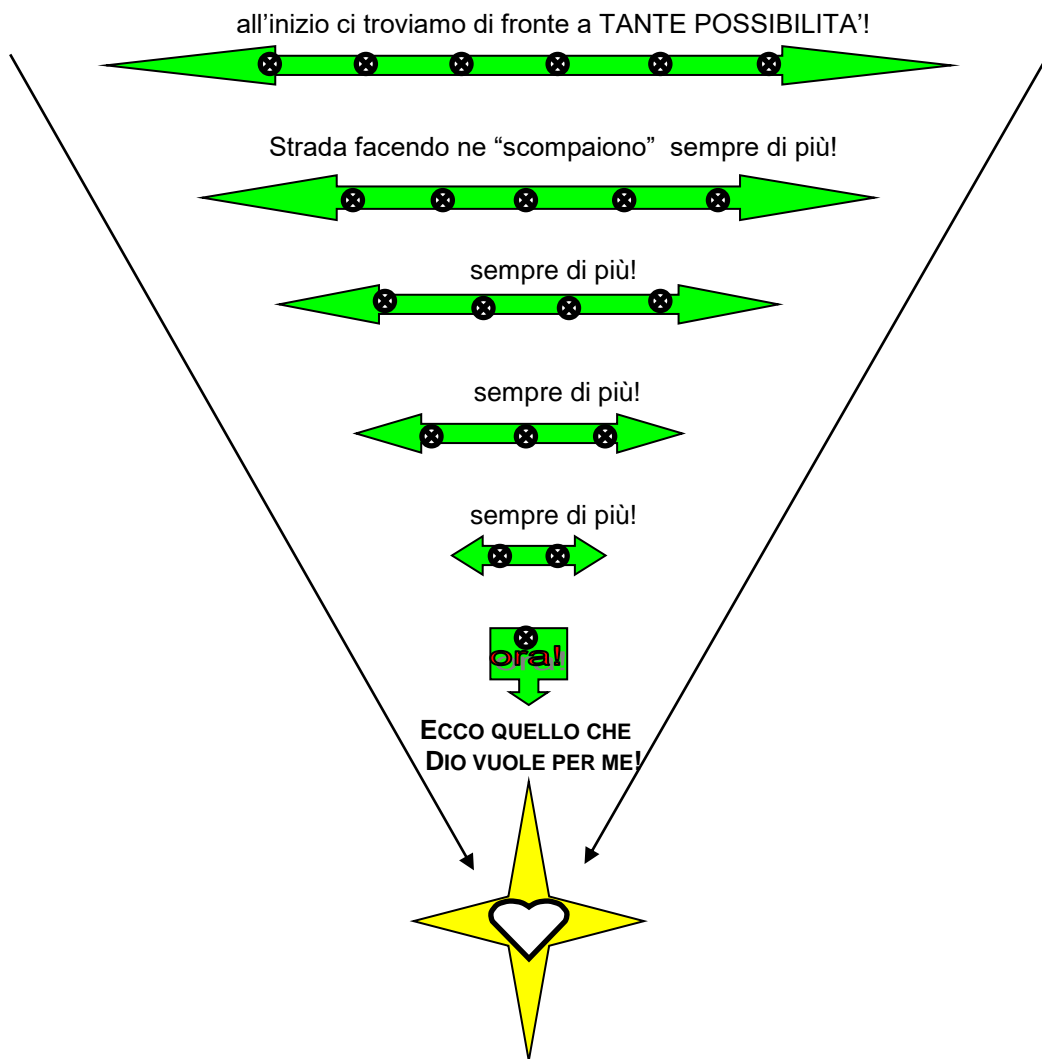 all’inizio ci troviamo di fronte a TANTE POSSIBILITA’!
Strada facendo ne “scompaiono” sempre di più!
sempre di più!
sempre di più!
sempre di più!
ora!
ECCO QUELLO CHE
DIO VUOLE PER ME!